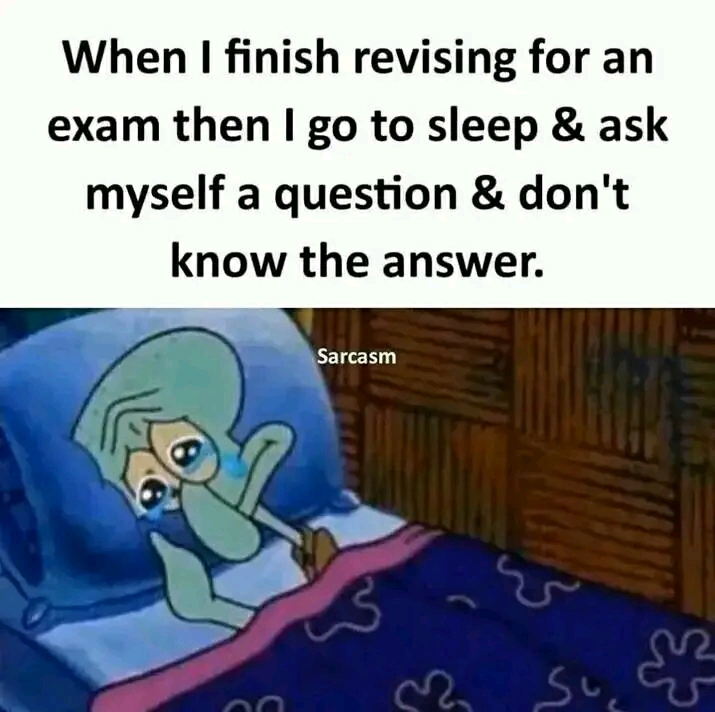 When I finish revising for an
exam then I go to sleep & ask
myself a question & don't
know the answer.
Sarcasm